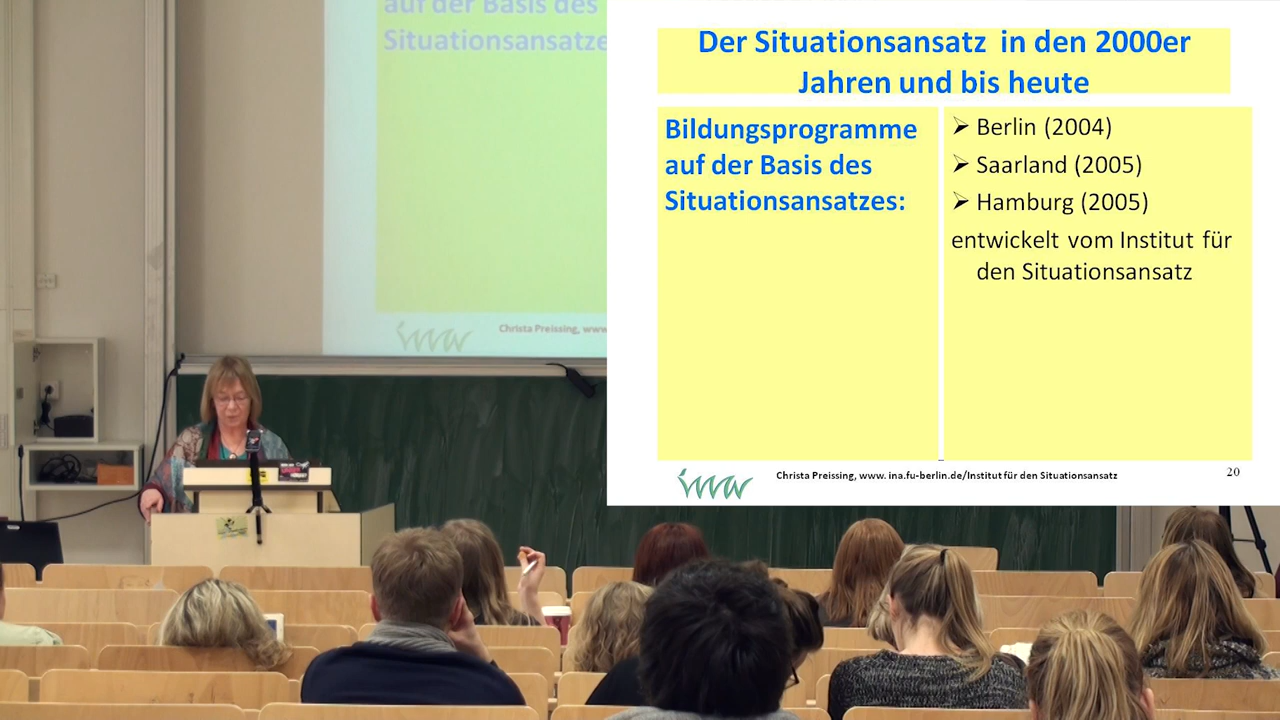 auf der Basis des
Situationsansatze
Christa Preissing, www
Der Situationsansatz in den 2000er
Jahren und bis heute
Bildungsprogramme
auf der Basis des
Situationsansatzes:
➢ Berlin (2004)
➢ Saarland (2005)
➢ Hamburg (2005)
entwickelt vom Institut für
den Situationsansatz
ina
Christa Preissing, www. ina.fu-berlin.de/Institut für den Situationsansatz
20